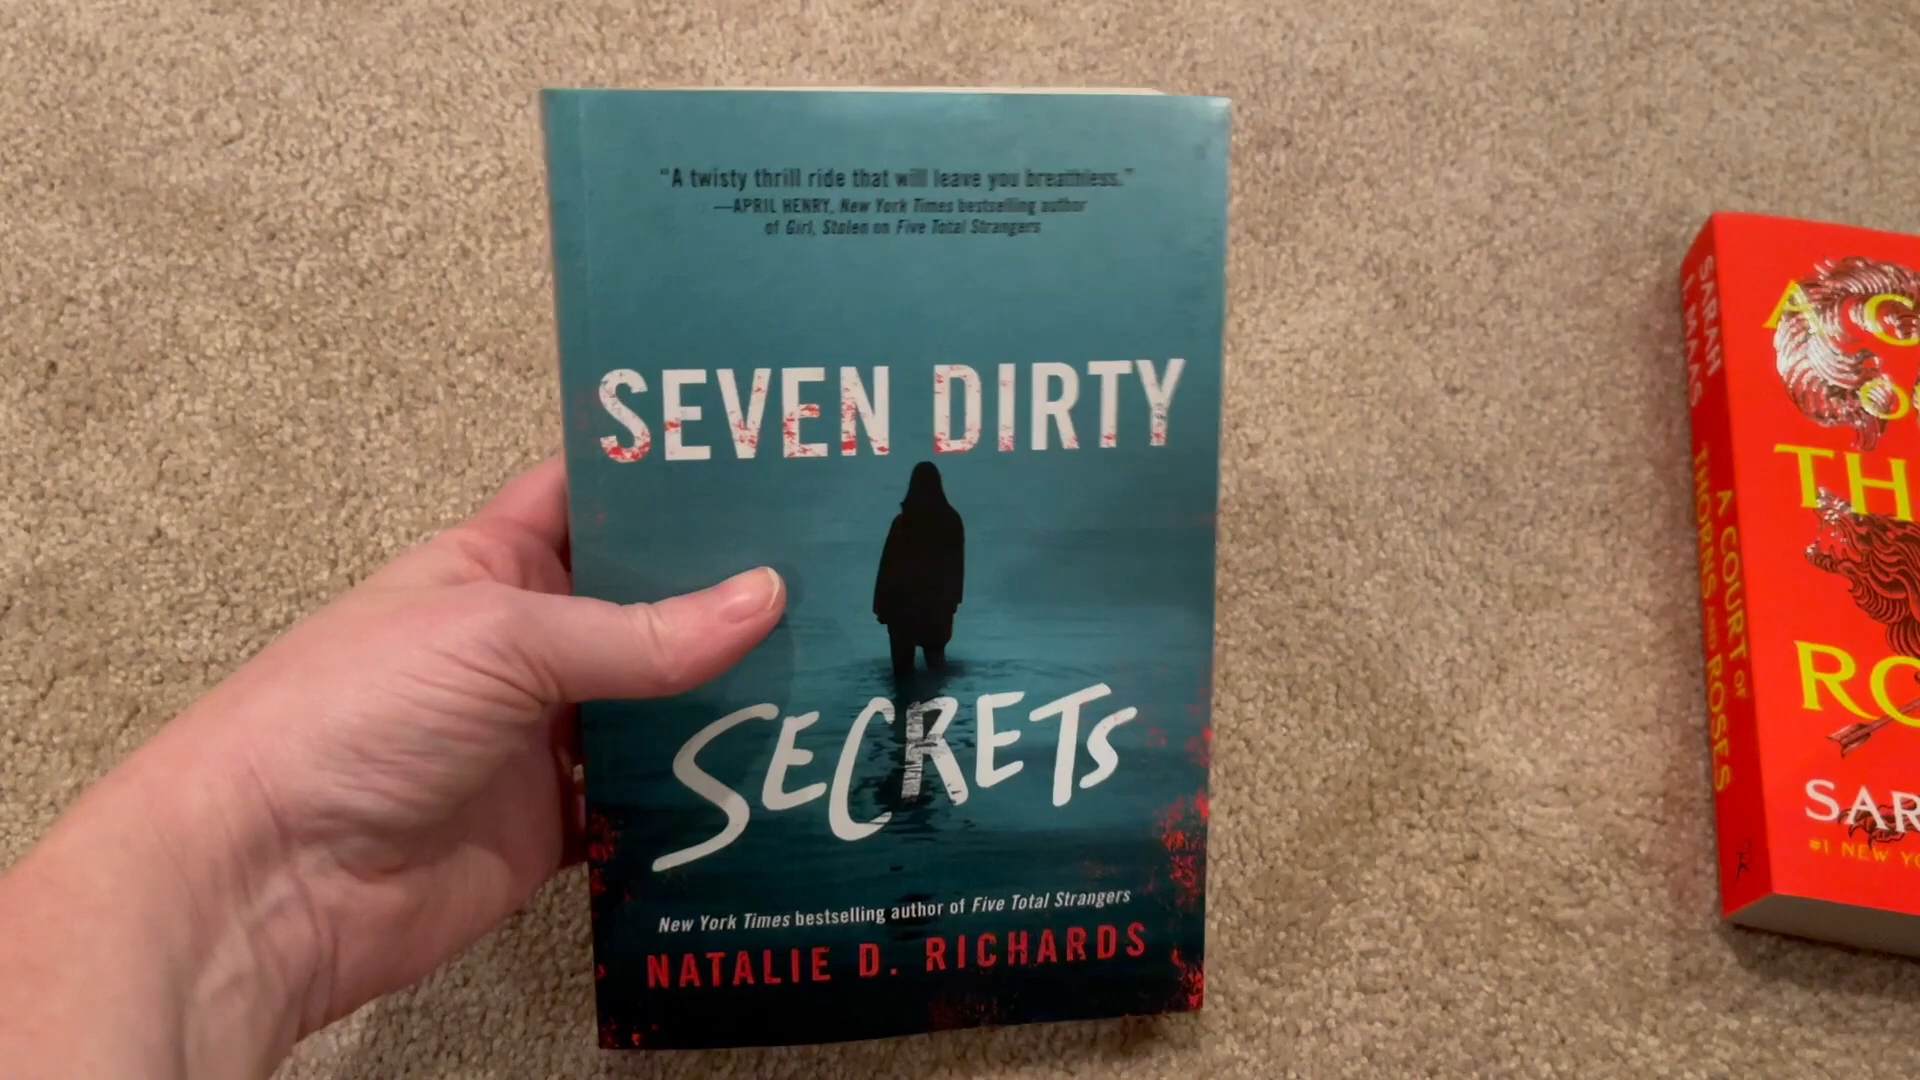 "A twisty thrill ride that will leave you breathless."
—APRIL HENRY, New York Times bestselling author
of Girl, Stolen on Five Total Strangers
SEVEN DIRTY
SECRETS
New York Times bestselling author of Five Total Strangers
NATALIE D. RICHARDS
SARAH
J. MAAS
A COURT OF
THORNS AND ROSES
A C
O
TH
RO
SAR
#1 NEW YO